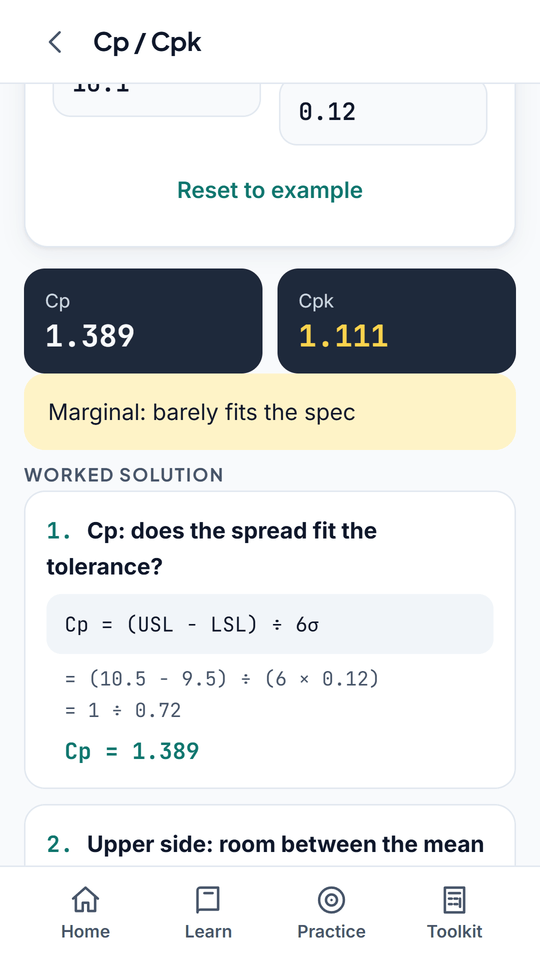 Cp / Cpk
10.1
0.12
Reset to example
Cp
1.389
Cpk
1.111
Marginal: barely fits the spec
WORKED SOLUTION
1. Cp: does the spread fit the
tolerance?
Cp = (USL - LSL) ÷ 6σ
= (10.5 - 9.5) ÷ (6 × 0.12)
= 1 ÷ 0.72
Cp = 1.389
2. Upper side: room between the mean
Home
Learn
Practice
Toolkit